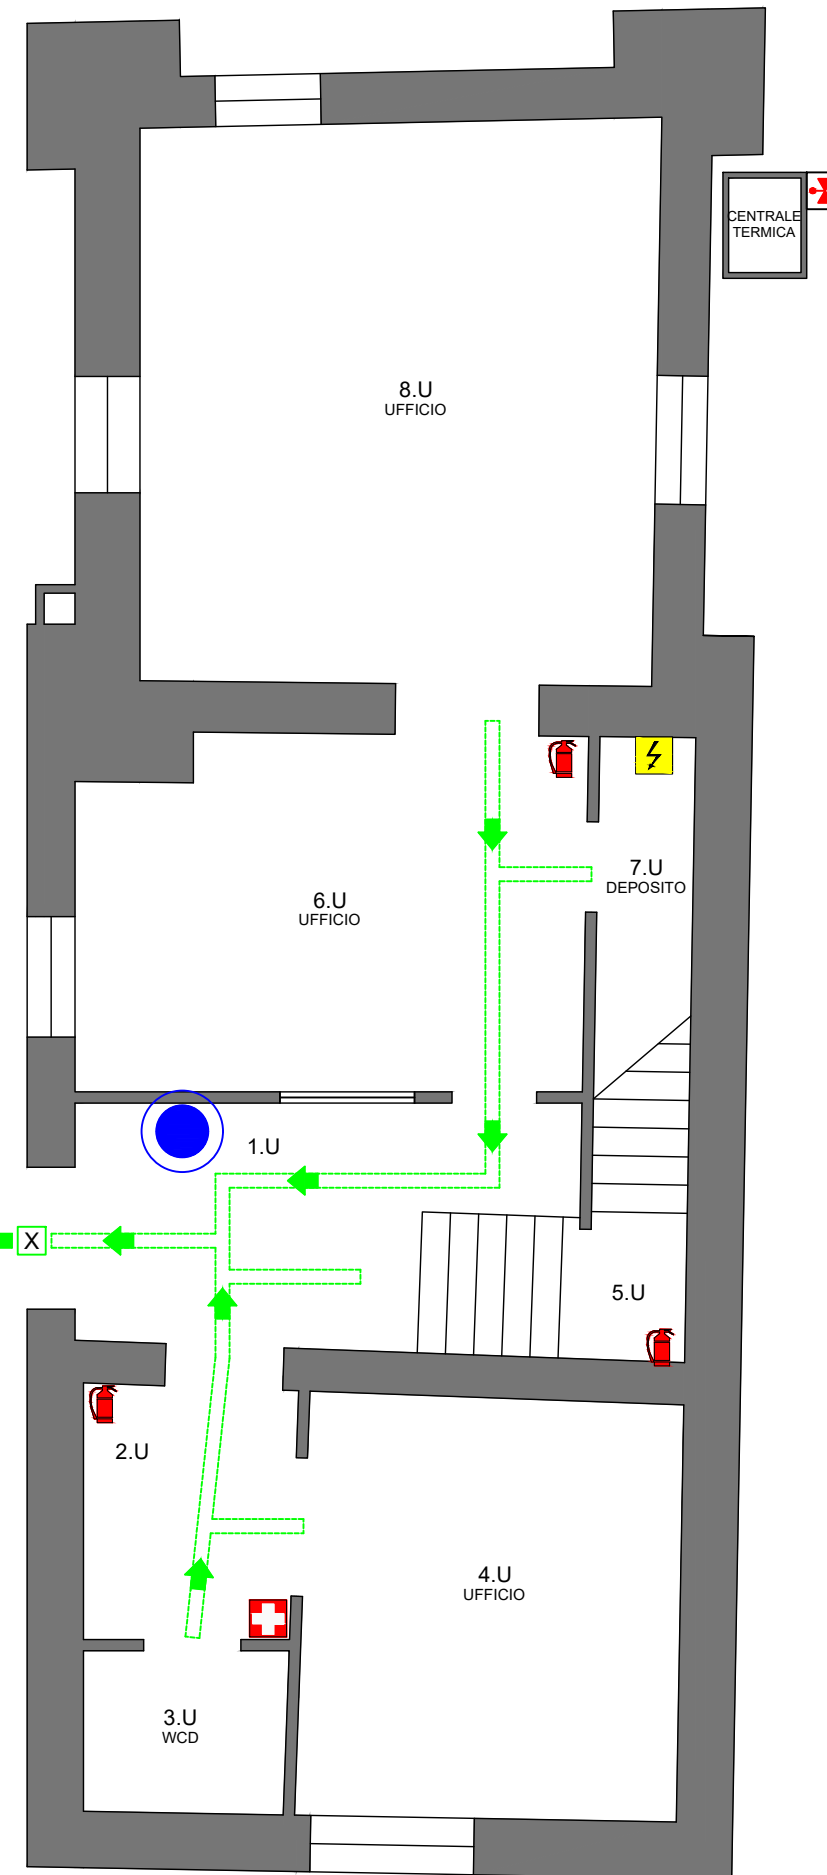 CENTRALE
TERMICA
8.U
UFFICIO
7.U
DEPOSITO
6.U
UFFICIO
1.U
X
5.U
2.U
4.U
UFFICIO
3.U
WCD